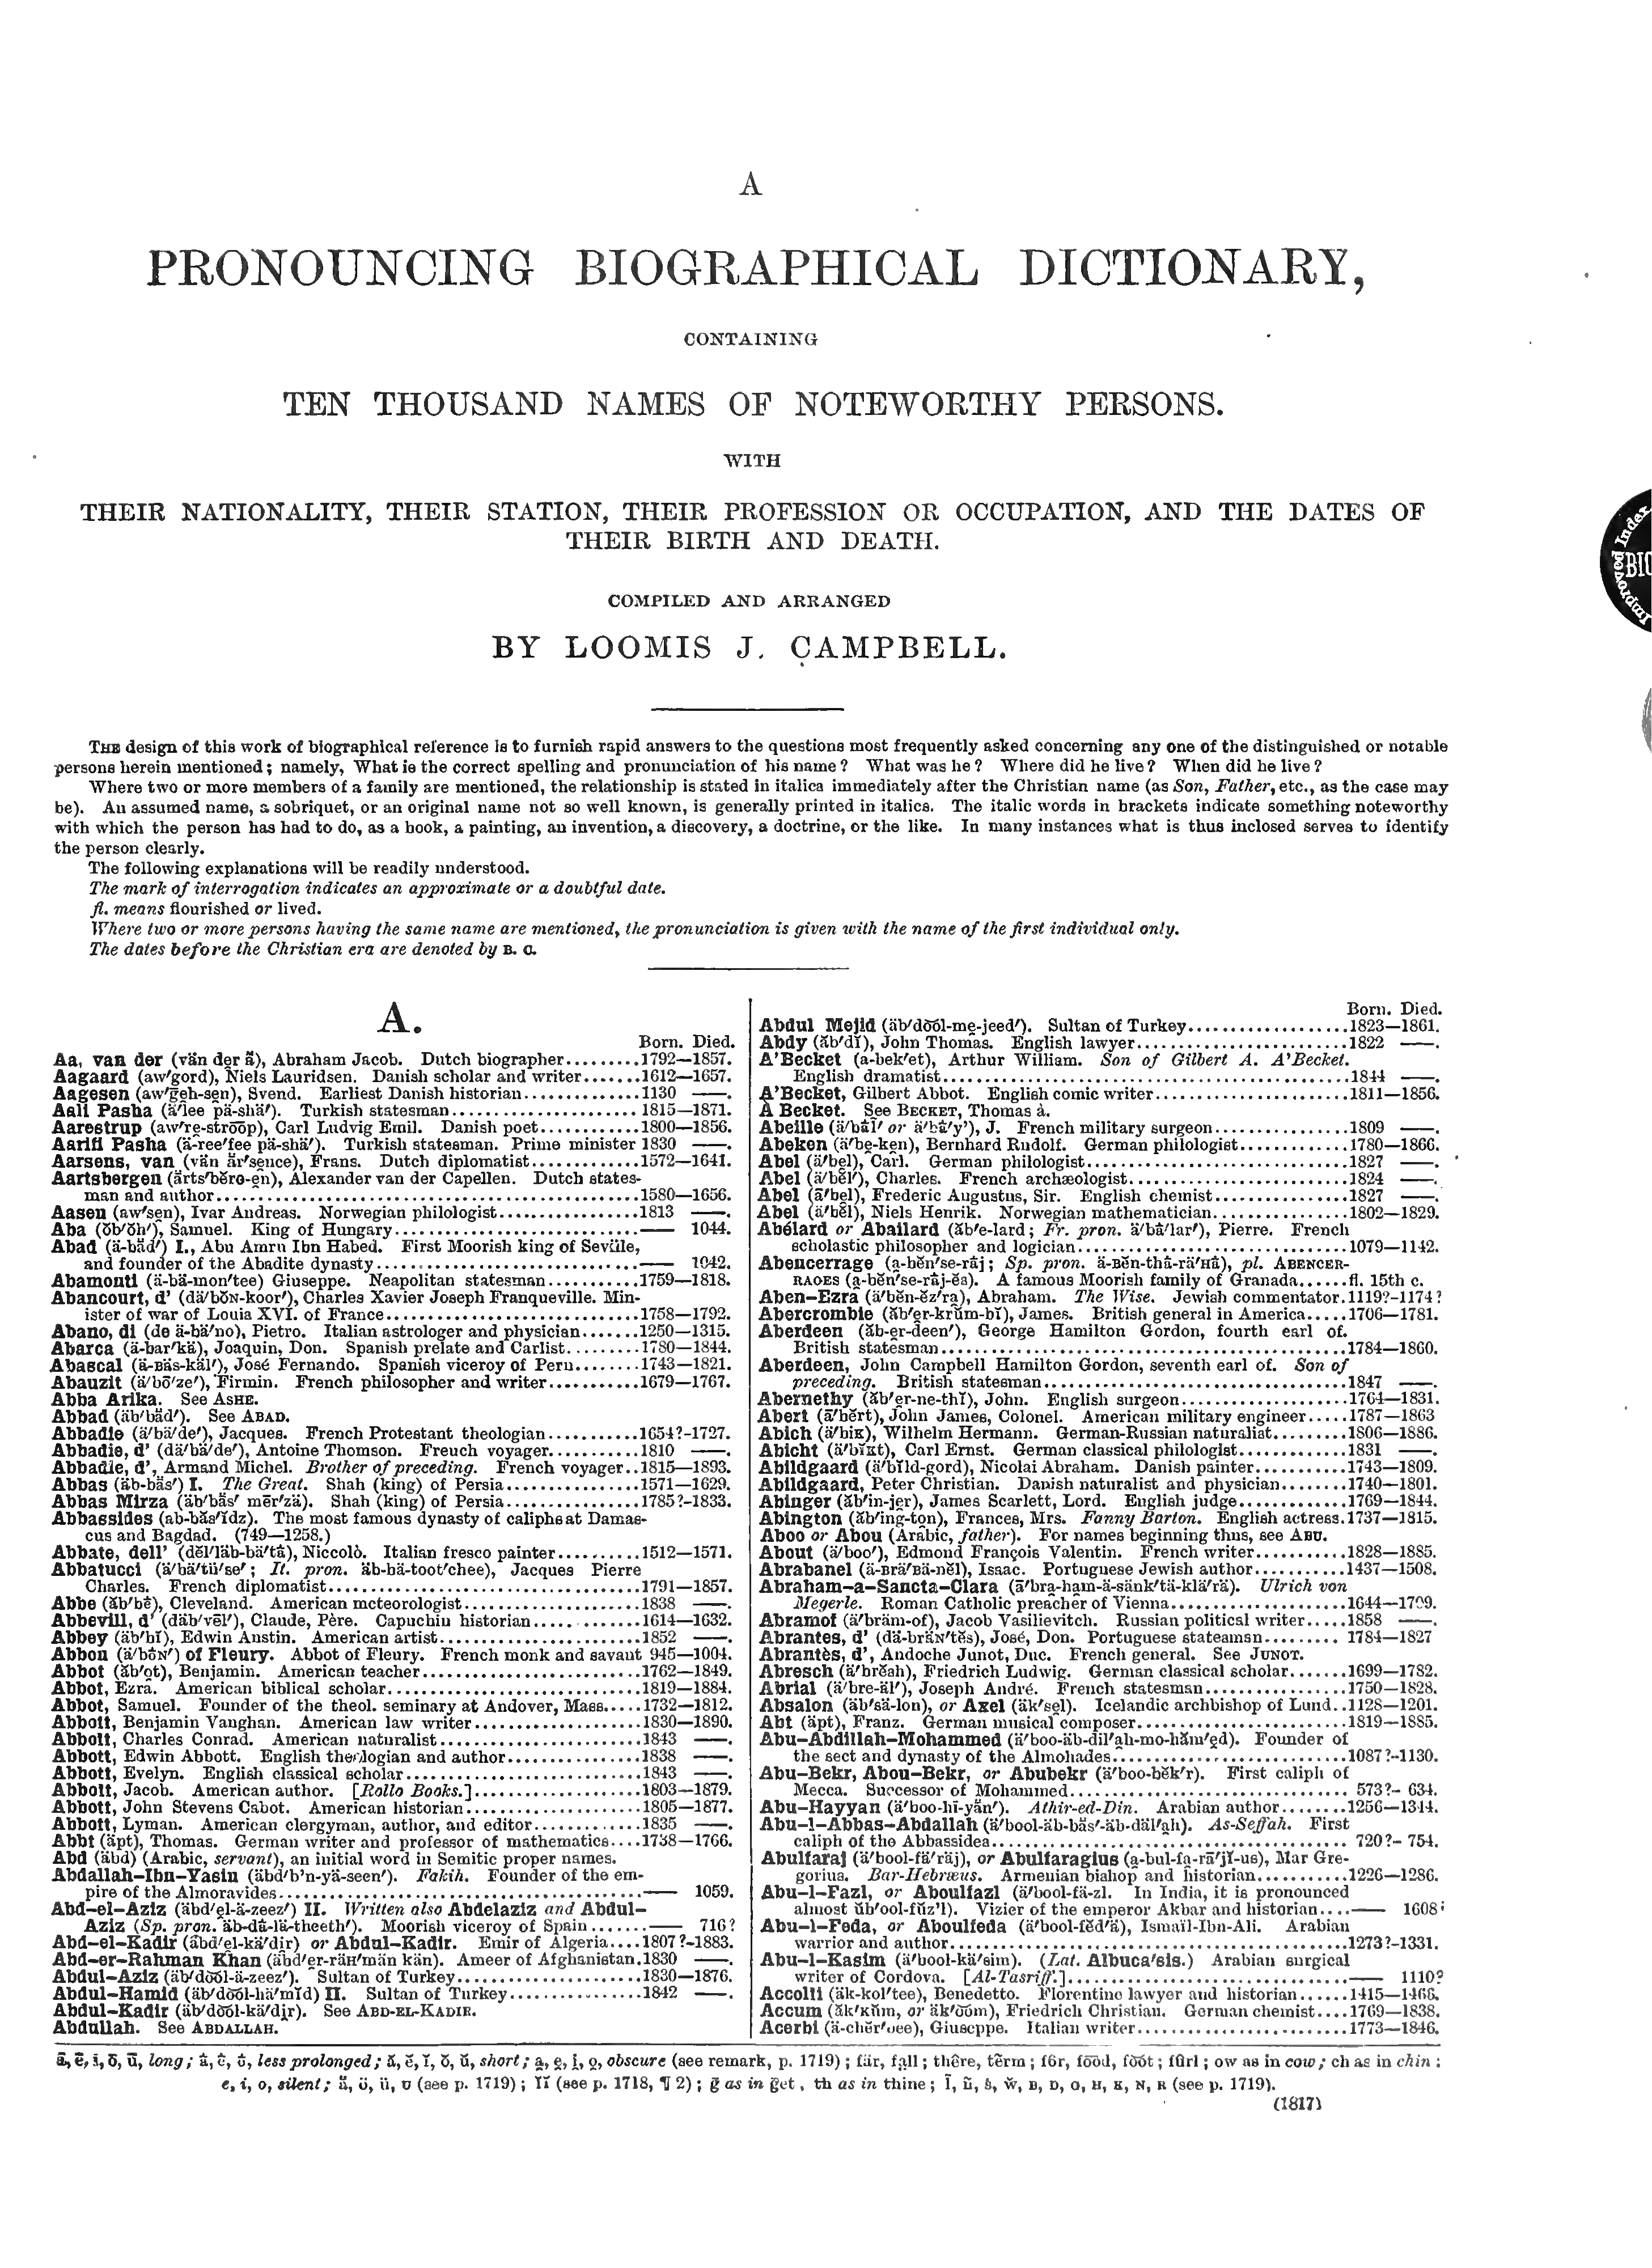 A
PRONOUNCING BIOGRAPHICAL DICTIONARY,
CONTAINING
TEN THOUSAND NAMES OF NOTEWORTHY PERSONS.
WITH
THEIR NATIONALITY, THEIR STATION, THEIR PROFESSION OR OCCUPATION, AND THE DATES OF
THEIR BIRTH AND DEATH.
COMPILED AND ARRANGED
BY LOOMIS J. CAMPBELL.
THE design of this work of biographical reference is to furnish rapid answers to the questions most frequently asked concerning any one of the distinguished or notable
persons herein mentioned; namely, What is the correct spelling and pronunciation of his name? What was he? Where did he live? When did he live?
Where two or more members of a family are mentioned, the relationship is stated in italics immediately after the Christian name (as Son, Father, etc., as the case may
be). An assumed name, a sobriquet, or an original name not so well known, is generally printed in italics. The italic words in brackets indicate something noteworthy
with which the person has had to do, as a book, a painting, an invention, a discovery, a doctrine, or the like. In many instances what is thus inclosed serves to identify
the person clearly.
The following explanations will be readily understood.
The mark of interrogation indicates an approximate or a doubtful date.
fl. means flourished or lived.
Where two or more persons having the same name are mentioned, the pronunciation is given with the name of the first individual only.
The dates before the Christian era are denoted by B. C.
A.
Born. Died.
Aa, van der (vän der ä), Abraham Jacob. Dutch biographer.........1792—1857.
Aagaard (aw′gord), Niels Lauridsen. Danish scholar and writer.......1612—1657.
Aagesen (aw′geh-sen), Svend. Earliest Danish historian.............1130 —.
Aali Pasha (ä′lee pä-shä′). Turkish statesman......................1815—1871.
Aarestrup (aw′re-stroop), Carl Ludvig Emil. Danish poet............1800—1856.
Aarifi Pasha (ä-ree′fee pä-shä′). Turkish statesman. Prime minister 1830 —.
Aarsens, van (vän är′sence), Frans. Dutch diplomatist.............1572—1641.
Aartsbergen (ärts′bĕrg-en), Alexander van der Capellen. Dutch states-
man and author...................................................1580—1656.
Aasen (aw′sen), Ivar Andreas. Norwegian philologist.................1813 —.
Aba (ŏb′ŏh′), Samuel. King of Hungary...............................— 1044.
Abad (ä-bäd′) I., Abu Amru Ibn Habed. First Moorish king of Seville,
and founder of the Abadite dynasty................................— 1042.
Abamonti (ä-bä-mon′tee) Giuseppe. Neapolitan statesman...........1759—1818.
Abancourt, d' (dä′bŏN-koor′), Charles Xavier Joseph Franqueville. Min-
ister of war of Louis XVI. of France...............................1758—1792.
Abano, di (de ä-bä′no), Pietro. Italian astrologer and physician.......1250—1315.
Abarca (ä-bar′kä), Joaquin, Don. Spanish prelate and Carlist.........1780—1844.
Abascal (ä-bäs-käl′), José Fernando. Spanish viceroy of Peru........1743—1821.
Abauzit (ä′bō′ze′), Firmin. French philosopher and writer..........1679—1767.
Abba Arika. See ASHE.
Abbad (äb′bäd′). See ABAD.
Abbadie (ä′bä′de′), Jacques. French Protestant theologian..........1654?-1727.
Abbadie, d' (dä′bä′de′), Antoine Thomson. French voyager.........1810 —.
Abbadie, d', Armand Michel. Brother of preceding. French voyager..1815—1893.
Abbas (äb-bäs′) I. The Great. Shah (king) of Persia................1571—1629.
Abbas Mirza (äb′bäs′ mēr′zä). Shah (king) of Persia...............1785?-1833.
Abbassides (ab-băs′ĭdz). The most famous dynasty of caliphs at Damas-
cus and Bagdad. (749—1258.)
Abbate, dell' (dĕl′läb-bä′tâ), Niccolò. Italian fresco painter..........1512—1571.
Abbatucci (ä′bä′tü′se′; It. pron. äb-bä-toot′chee), Jacques Pierre
Charles. French diplomatist......................................1791—1857.
Abbe (ăb′bê), Cleveland. American meteorologist....................1838 —.
Abbevill, d' (däb′vēl′), Claude, Père. Capuchin historian............1614—1632.
Abbey (äb′bĭ), Edwin Austin. American artist.......................1852 —.
Abbon (ä′bôN′) of Fleury. Abbot of Fleury. French monk and savant 945—1004.
Abbot (ăb′ot), Benjamin. American teacher.........................1762—1849.
Abbot, Ezra. American biblical scholar.............................1819—1884.
Abbot, Samuel. Founder of the theol. seminary at Andover, Mass.....1732—1812.
Abbott, Benjamin Vaughan. American law writer...................1830—1890.
Abbott, Charles Conrad. American naturalist.......................1843 —.
Abbott, Edwin Abbott. English theologian and author...............1838 —.
Abbott, Evelyn. English classical scholar...........................1843 —.
Abbott, Jacob. American author. [Rollo Books.]....................1803—1879.
Abbott, John Stevens Cabot. American historian....................1805—1877.
Abbott, Lyman. American clergyman, author, and editor............1835 —.
Abbt (äpt), Thomas. German writer and professor of mathematics....1738—1766.
Abd (äbd) (Arabic, servant), an initial word in Semitic proper names.
Abdallah-Ibn-Yasin (äbd′b'n-yä-seen′). Fakih. Founder of the em-
pire of the Almoravides...........................................— 1059.
Abd-el-Aziz (äbd′el-ä-zeez′) II. Written also Abdelaziz and Abdul-
Aziz (Sp. pron. äb-dâ-lä-theeth′). Moorish viceroy of Spain.......— 716?
Abd-el-Kadir (äbd′el-kä′dir) or Abdul-Kadir. Emir of Algeria....1807?-1883.
Abd-er-Rahman Khan (äbd′er-räH′män kän). Ameer of Afghanistan.1830 —.
Abdul-Aziz (äb′dōōl-ä-zeez′). Sultan of Turkey.....................1830—1876.
Abdul-Hamid (äb′dōōl-hä′mĭd) II. Sultan of Turkey.................1842 —.
Abdul-Kadir (äb′dōōl-kä′dir). See ABD-EL-KADIR.
Abdullah. See ABDALLAH.
Born. Died.
Abdul Mejid (äb′dōōl-me-jeed′). Sultan of Turkey...................1823—1861.
Abdy (ăb′dĭ), John Thomas. English lawyer.........................1822 —.
A'Becket (a-bek′et), Arthur William. Son of Gilbert A. A'Becket.
English dramatist.................................................1844 —.
A'Becket, Gilbert Abbot. English comic writer.......................1811—1856.
À Becket. See BECKET, Thomas à.
Abeille (ä′bâl′ or ä′bâ′y′), J. French military surgeon................1809 —.
Abeken (ä′be-ken), Bernhard Rudolf. German philologist.............1780—1866.
Abel (ä′bel), Carl. German philologist...............................1827 —.
Abel (ä′bĕl′), Charles. French archæologist..........................1824 —.
Abel (ā′bel), Frederic Augustus, Sir. English chemist................1827 —.
Abel (ä′bĕl), Niels Henrik. Norwegian mathematician................1802—1829.
Abélard or Abailard (ăb′e-lard; Fr. pron. ä′bâ′lar′), Pierre. French
scholastic philosopher and logician................................1079—1142.
Abencerrage (a-bĕn′se-râj; Sp. pron. ä-Bĕn-thâ-rä′Hâ), pl. ABENCER-
RAGES (a-bĕn′se-râj-ĕs). A famous Moorish family of Granada......fl. 15th c.
Aben-Ezra (ä′bĕn-ĕz′ra), Abraham. The Wise. Jewish commentator.1119?-1174?
Abercrombie (ăb′er-krŭm-bĭ), James. British general in America....1706—1781.
Aberdeen (ăb-er-deen′), George Hamilton Gordon, fourth earl of.
British statesman.................................................1784—1860.
Aberdeen, John Campbell Hamilton Gordon, seventh earl of. Son of
preceding. British statesman......................................1847 —.
Abernethy (ăb′er-ne-thĭ), John. English surgeon....................1764—1831.
Abert (ā′bĕrt), John James, Colonel. American military engineer.....1787—1863
Abich (ä′biK), Wilhelm Hermann. German-Russian naturalist........1806—1886.
Abicht (ä′bĭKt), Carl Ernst. German classical philologist.............1831 —.
Abildgaard (ä′bĭld-gord), Nicolai Abraham. Danish painter..........1743—1809.
Abildgaard, Peter Christian. Danish naturalist and physician........1740—1801.
Abinger (ăb′in-jer), James Scarlett, Lord. English judge.............1769—1844.
Abington (ăb′ing-ton), Frances, Mrs. Fanny Barton. English actress.1737—1815.
Aboo or Abou (Arabic, father). For names beginning thus, see ABU.
About (ä′boo′), Edmond François Valentin. French writer...........1828—1885.
Abrabanel (ä-Brä′Bä-nĕl), Isaac. Portuguese Jewish author..........1437—1508.
Abraham-a-Sancta-Clara (ā′bra-ham-ä-sänk′tä-klä′rä). Ulrich von
Megerle. Roman Catholic preacher of Vienna.....................1644—1709.
Abramof (ä′bräm-of), Jacob Vasilievitch. Russian political writer.....1858 —.
Abrantes, d' (dä-bräN′tĕs), José, Don. Portuguese statesman......... 1784—1827
Abrantès, d', Andoche Junot, Duc. French general. See JUNOT.
Abresch (ä′brĕsh), Friedrich Ludwig. German classical scholar.......1699—1782.
Abrial (ä′bre-äl′), Joseph André. French statesman..................1750—1828.
Absalon (äb′sä-lon), or Axel (äk′sel). Icelandic archbishop of Lund..1128—1201.
Abt (äpt), Franz. German musical composer.........................1819—1885.
Abu-Abdillah-Mohammed (ä′boo-äb-dil′ah-mo-hăm′ed). Founder of
the sect and dynasty of the Almohades............................1087?-1130.
Abu-Bekr, Abou-Bekr, or Abubekr (ä′boo-bĕk′r). First caliph of
Mecca. Successor of Mohammed................................... 573?- 634.
Abu-Hayyan (ä′boo-hī-yän′). Athir-ed-Din. Arabian author........1256—1344.
Abu-l-Abbas-Abdallah (ä′bool-äb-bäs′-äb-däl′ah). As-Seffah. First
caliph of the Abbassides........................................... 720?- 754.
Abulfaraj (ä′bool-fä′räj), or Abulfaragius (a-bul-fa-rā′jĭ-us), Mar Gre-
gorius. Bar-Hebræus. Armenian bishop and historian............1226—1286.
Abu-l-Fazl, or Aboulfazl (ä′bool-fä-zl. In India, it is pronounced
almost ŭb′ool-fŭz'l). Vizier of the emperor Akbar and historian....— 1608?
Abu-l-Feda, or Aboulfeda (ä′bool-fĕd′ä), Ismaïl-Ibn-Ali. Arabian
warrior and author................................................1273?-1331.
Abu-l-Kasim (ä′bool-kä′sim). (Lat. Albuca′sis.) Arabian surgical
writer of Cordova. [Al-Tasriff.]...................................— 1110?
Accolti (äk-kol′tee), Benedetto. Florentine lawyer and historian......1415—1466.
Accum (ăk′Kŭm, or äk′ōōm), Friedrich Christian. German chemist....1769—1838.
Acerbi (ä-chĕr′bee), Giuseppe. Italian writer.........................1773—1846.
ā, ē, ī, ō, ū, long; â, ê, ô, less prolonged; ă, ĕ, ĭ, ŏ, ŭ, short; a, e, i, o, obscure (see remark, p. 1719); fär, fall; thêre, tẽrm; fôr, fōōd, fŏŏt; fûrl; ow as in cow; ch as in chin;
e, i, o, silent; ä, ö, ü, ʊ (see p. 1719); Ĭĭ (see p. 1718, ¶ 2); ḡ as in ḡet, th as in thine; l̃, ñ, ṡ, w̆, B, D, G, H, K, N, R (see p. 1719).
(1817)
Improved Index